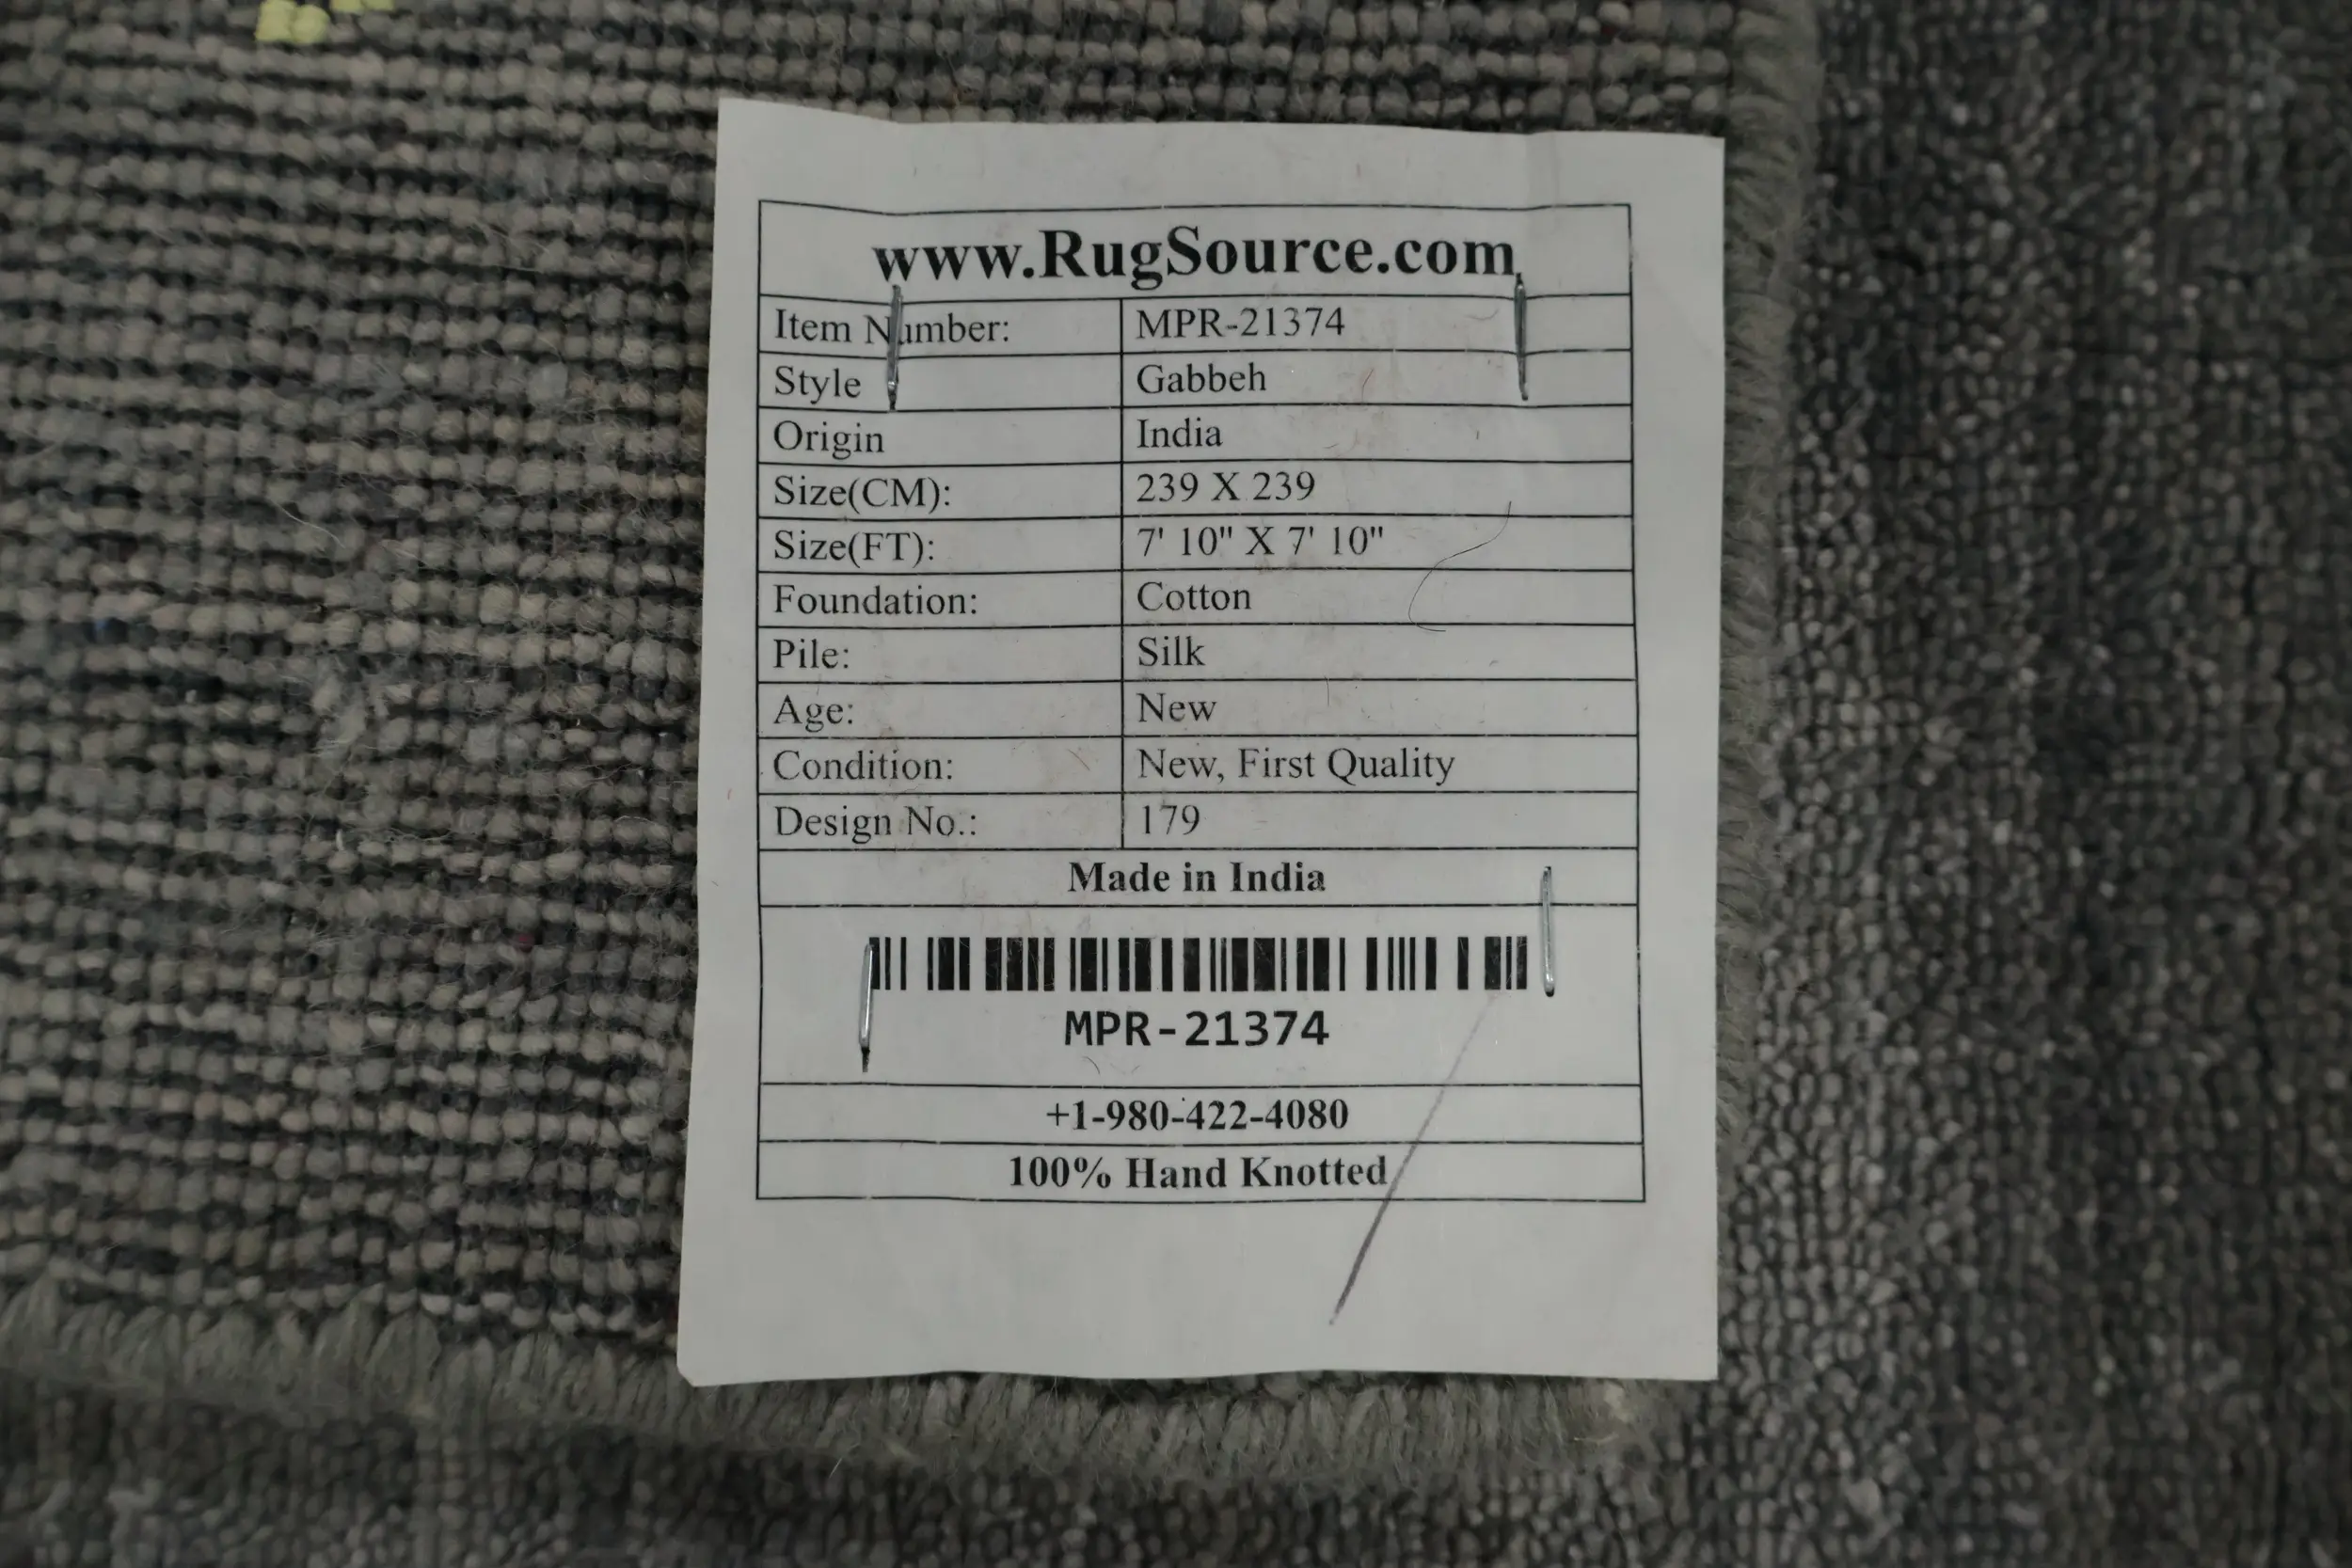 www.RugSource.com
Item Number: MPR-21374
Style Gabbeh
Origin India
Size(CM): 239 X 239
Size(FT): 7' 10" X 7' 10"
Foundation: Cotton
Pile: Silk
Age: New
Condition: New, First Quality
Design No.: 179
Made in India
MPR-21374
+1-980-422-4080
100% Hand Knotted